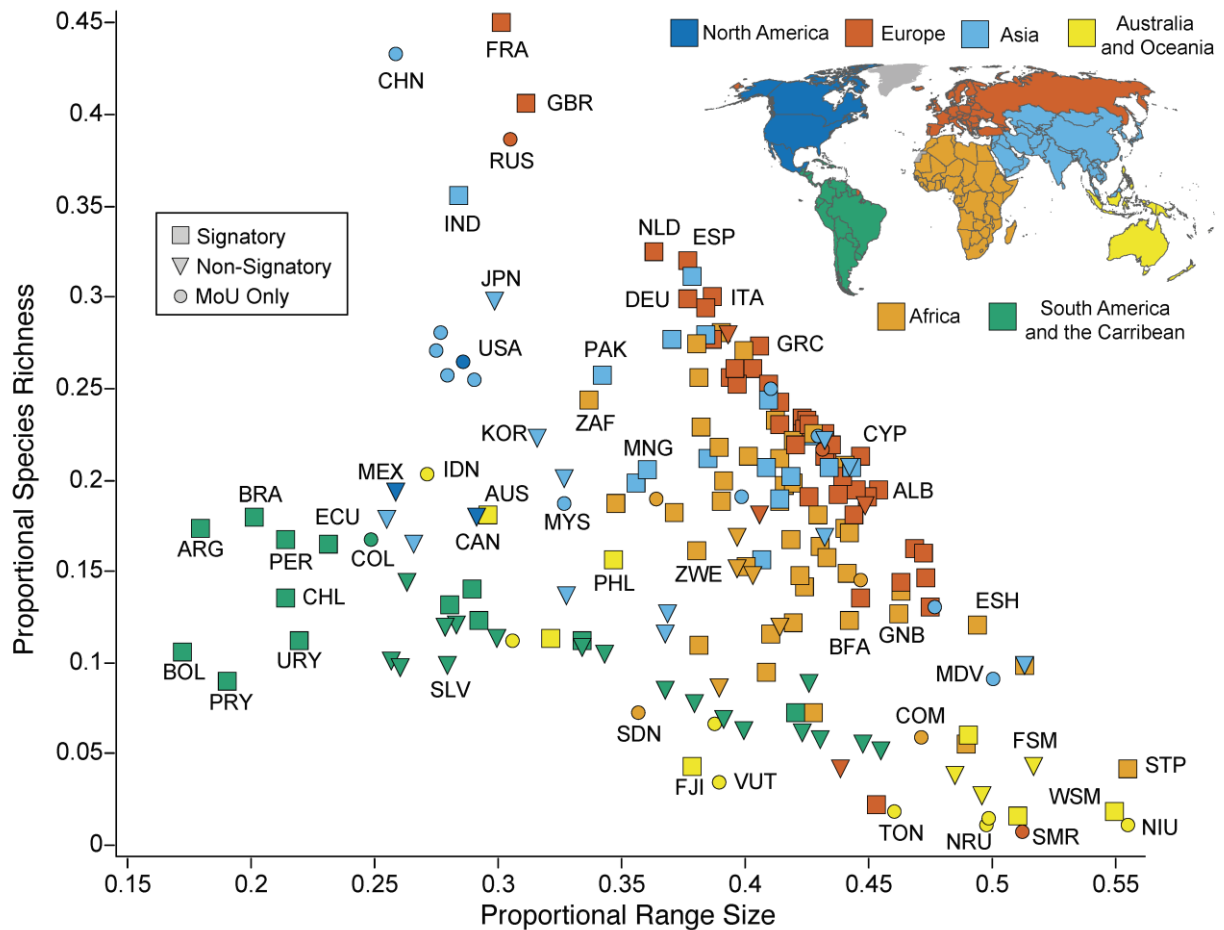 North America
Europe
Asia
Australia
and Oceania
Africa
South America
and the Carribean
Signatory
Non-Signatory
MoU Only
Proportional Species Richness
0.45
0.4
0.35
0.3
0.25
0.2
0.15
0.1
0.05
0
FRA
CHN
GBR
RUS
IND
NLD
ESP
JPN
DEU
ITA
USA
GRC
PAK
ZAF
KOR
MNG
CYP
MEX
IDN
BRA
AUS
ALB
ECU
MYS
ARG
PER
COL
CAN
PHL
ZWE
CHL
ESH
URY
BFA
GNB
BOL
SLV
PRY
MDV
SDN
COM
FSM
STP
FJI
VUT
WSM
TON
NRU
SMR
NIU
0.15
0.2
0.25
0.3
0.35
0.4
0.45
0.5
0.55
Proportional Range Size